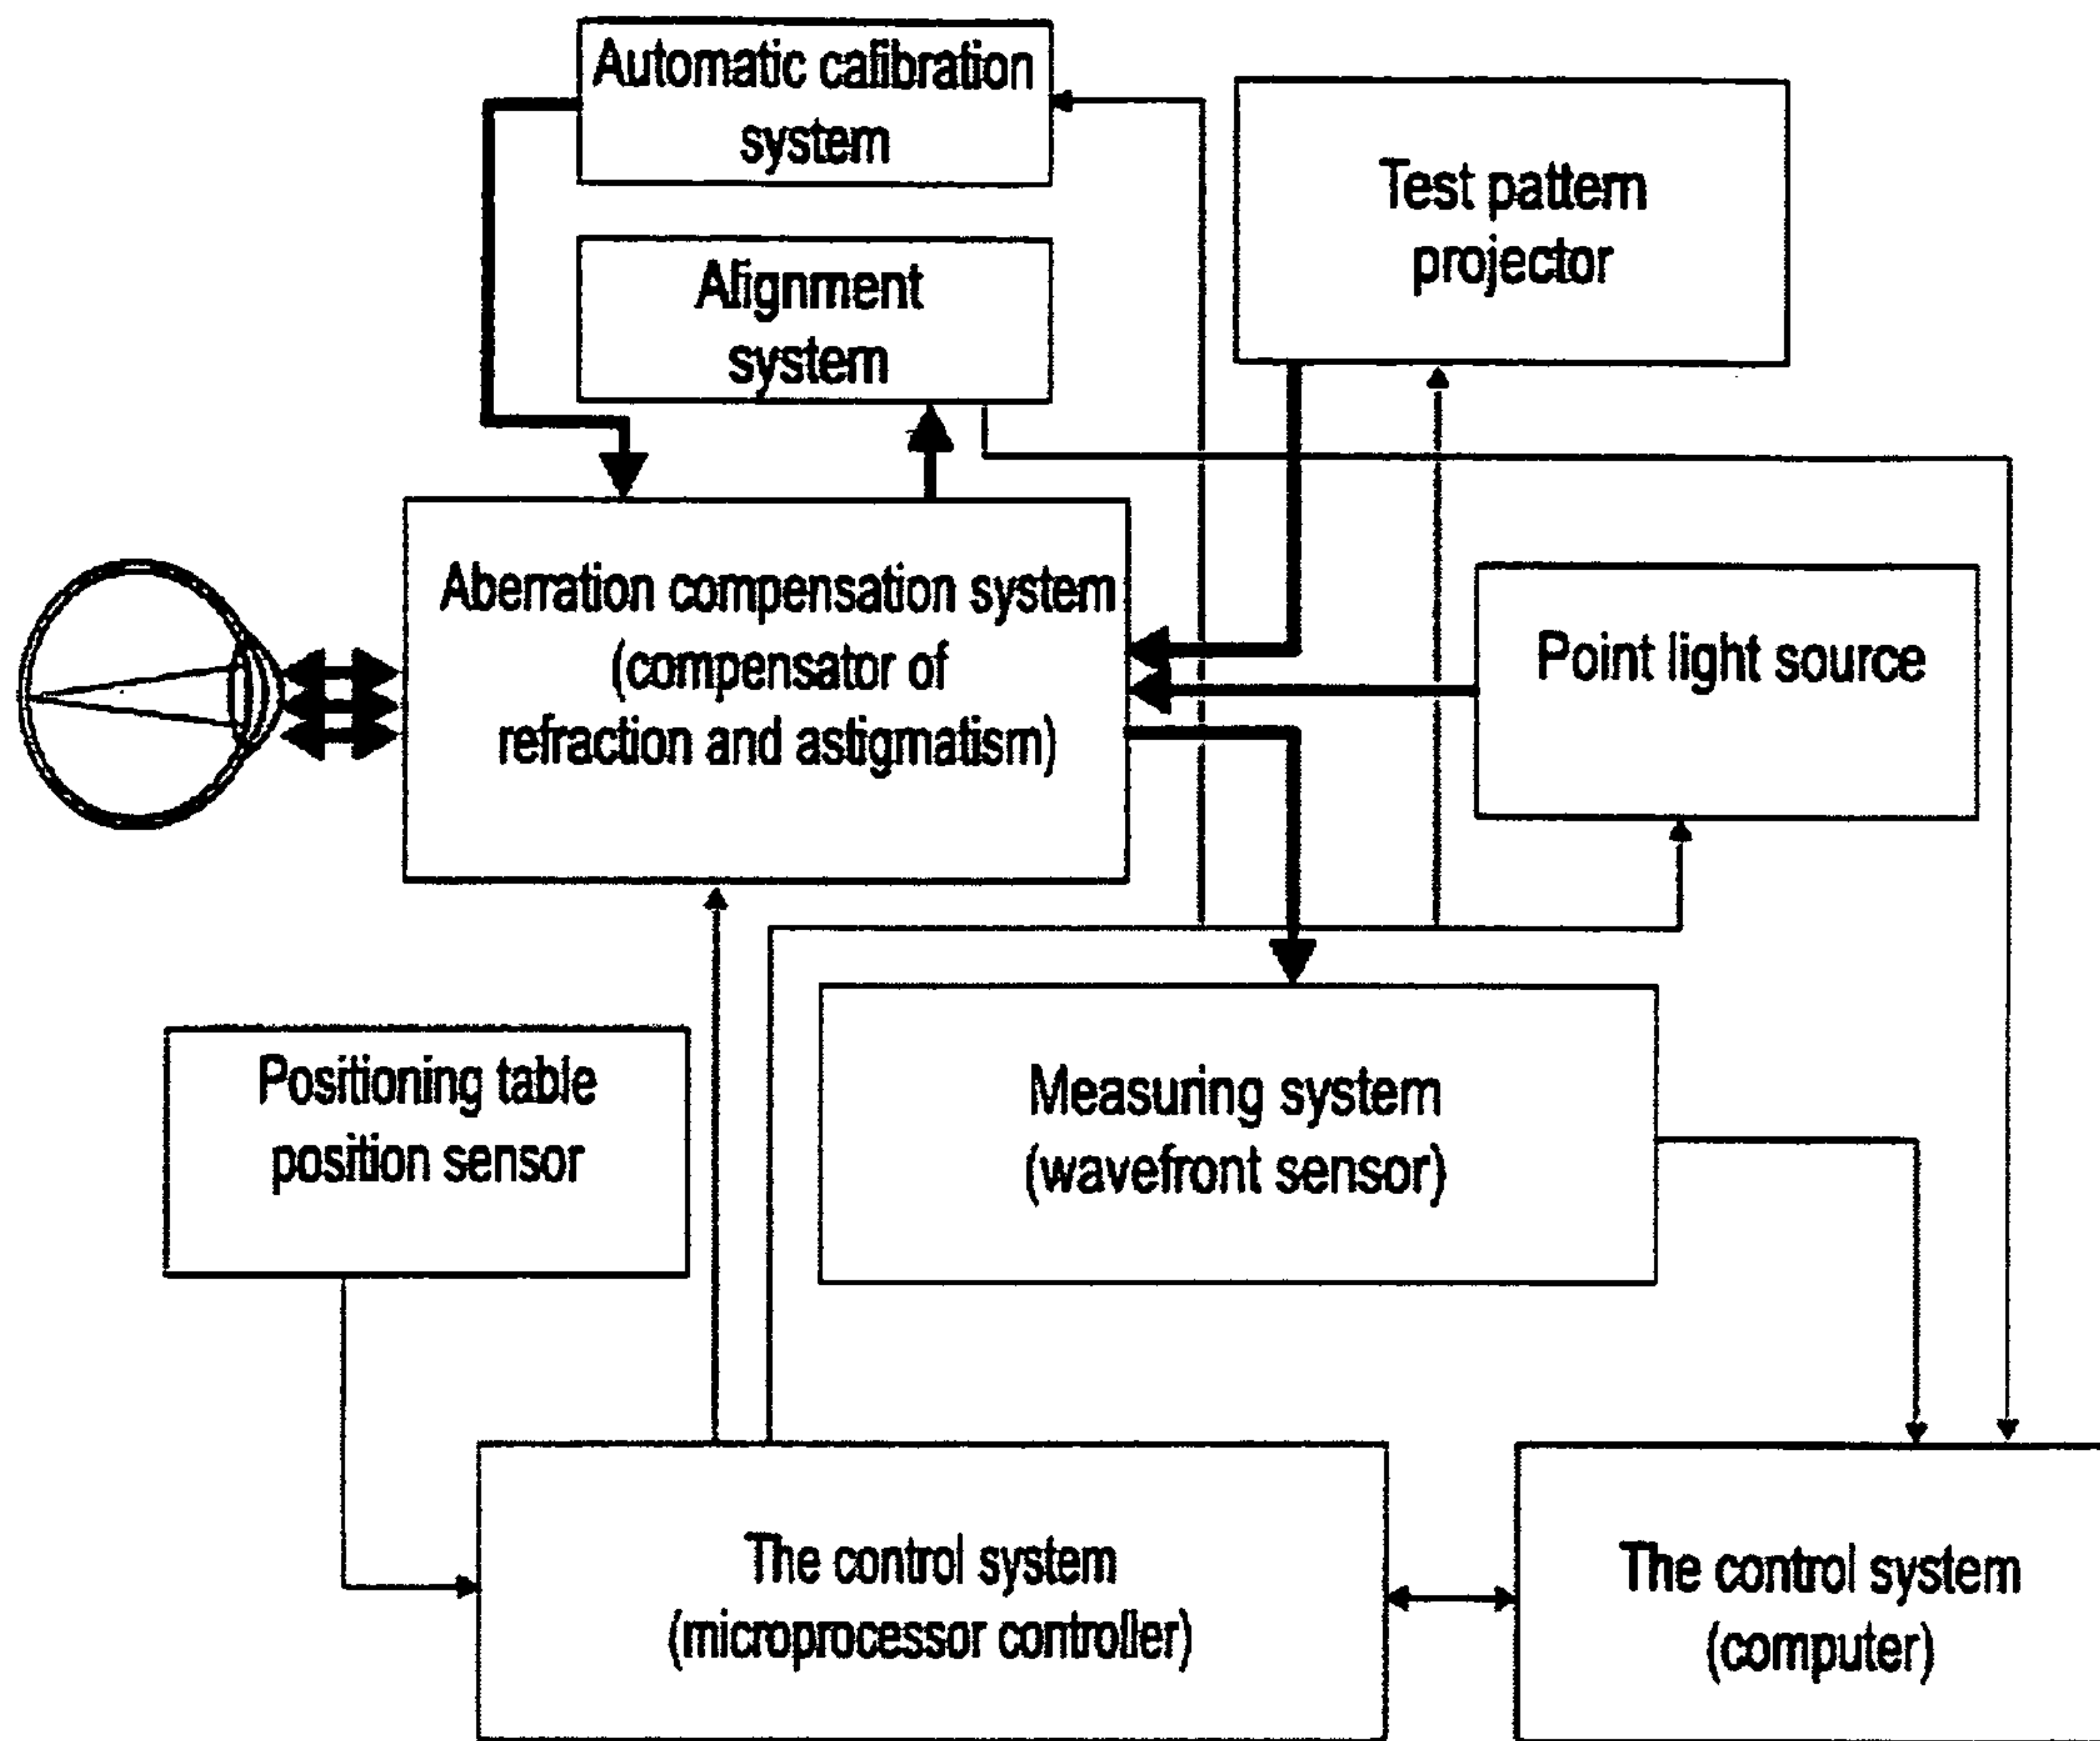 Automatic calibration
system
Test pattern
projector
Alignment
system
Aberration compensation system
(compensator of
refraction and astigmatism)
Point light source
Positioning table
position sensor
Measuring system
(wavefront sensor)
The control system
(microprocessor controller)
The control system
(computer)